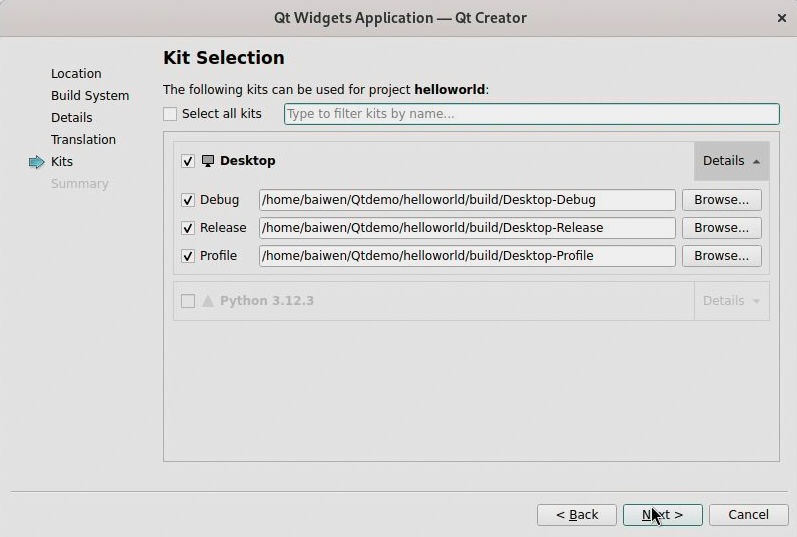 Qt Widgets Application — Qt Creator
Location
Build System
Details
Translation
Kits
Summary
Kit Selection
The following kits can be used for project helloworld:
Select all kits
Type to filter kits by name...
Desktop
Details
Debug
/home/baiwen/Qtdemo/helloworld/build/Desktop-Debug
Browse...
Release
/home/baiwen/Qtdemo/helloworld/build/Desktop-Release
Browse...
Profile
/home/baiwen/Qtdemo/helloworld/build/Desktop-Profile
Browse...
Python 3.12.3
Details
< Back
Next >
Cancel